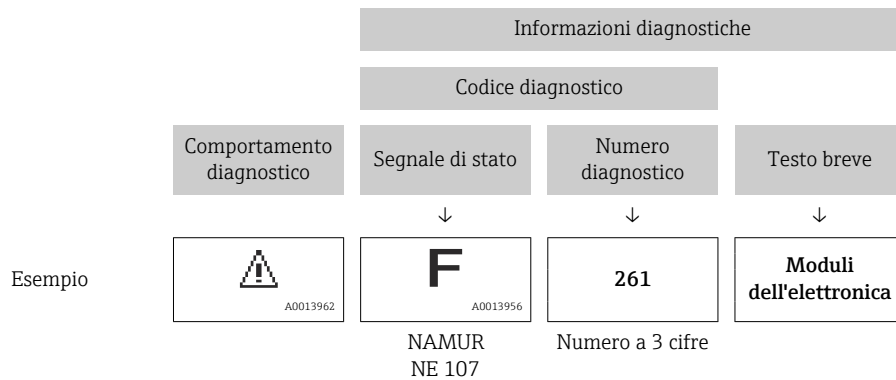 Informazioni diagnostiche
Codice diagnostico
Comportamento
diagnostico
Segnale di stato
Numero
diagnostico
Testo breve
↓ ↓ ↓
Esempio
A0013962
F
A0013956
261
Moduli
dell'elettronica
NAMUR
NE 107
Numero a 3 cifre